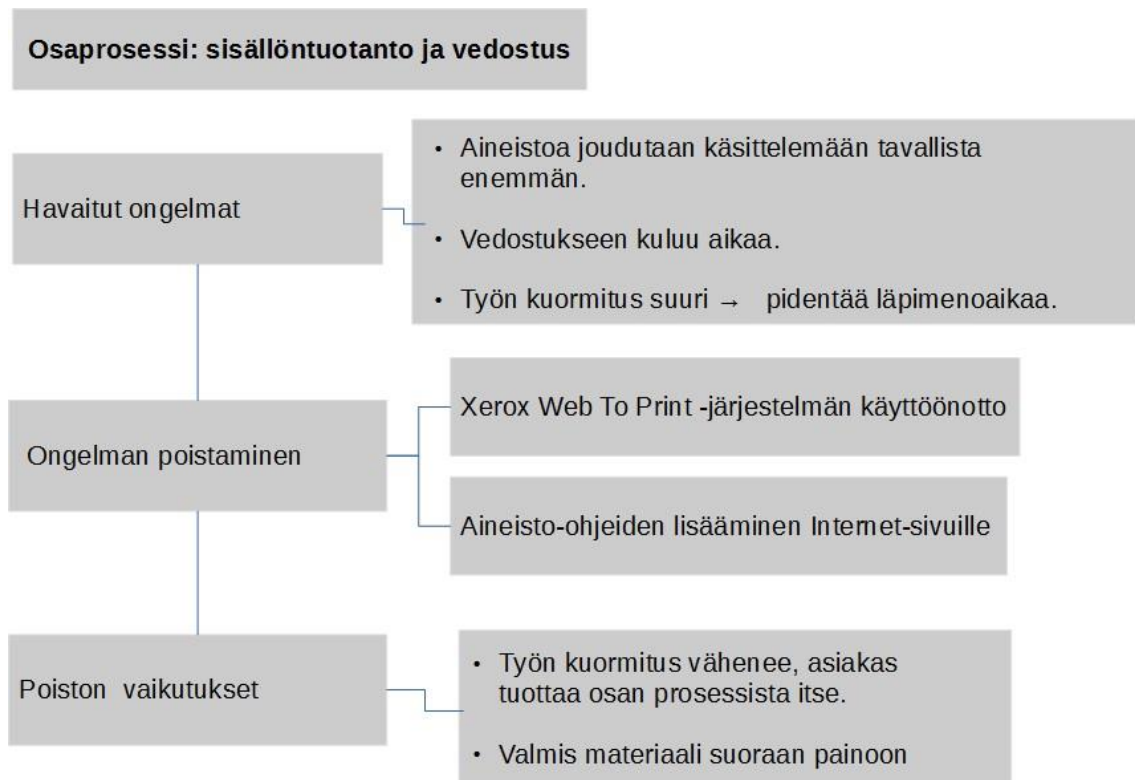 Osaprosessi: sisällöntuotanto ja vedostus
Havaitut ongelmat
• Aineistoa joudutaan käsittelemään tavallista
enemmän.
• Vedostukseen kuluu aikaa.
• Työn kuormitus suuri → pidentää läpimenoaikaa.
Ongelman poistaminen
Xerox Web To Print -järjestelmän käyttöönotto
Aineisto-ohjeiden lisääminen Internet-sivuille
Poiston vaikutukset
• Työn kuormitus vähenee, asiakas
tuottaa osan prosessista itse.
• Valmis materiaali suoraan painoon